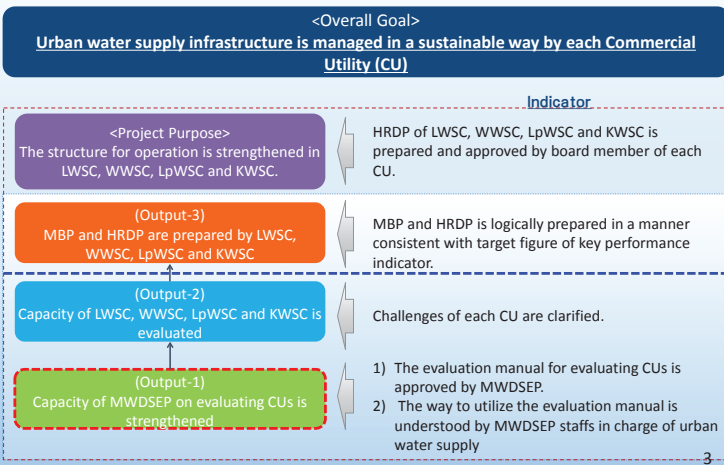 <Overall Goal>
Urban water supply infrastructure is managed in a sustainable way by each Commercial
Utility (CU)
Indicator
<Project Purpose>
The structure for operation is strengthened in
LWSC, WWSC, LpWSC and KWSC.
HRDP of LWSC, WWSC, LpWSC and KWSC is
prepared and approved by board member of each
CU.
(Output-3)
MBP and HRDP are prepared by LWSC,
WWSC, LpWSC and KWSC
MBP and HRDP is logically prepared in a manner
consistent with target figure of key performance
indicator.
(Output-2)
Capacity of LWSC, WWSC, LpWSC and KWSC is
evaluated
Challenges of each CU are clarified.
(Output-1)
Capacity of MWDSEP on evaluating CUs is
strengthened
1) The evaluation manual for evaluating CUs is
approved by MWDSEP.
2) The way to utilize the evaluation manual is
understood by MWDSEP staffs in charge of urban
water supply
3